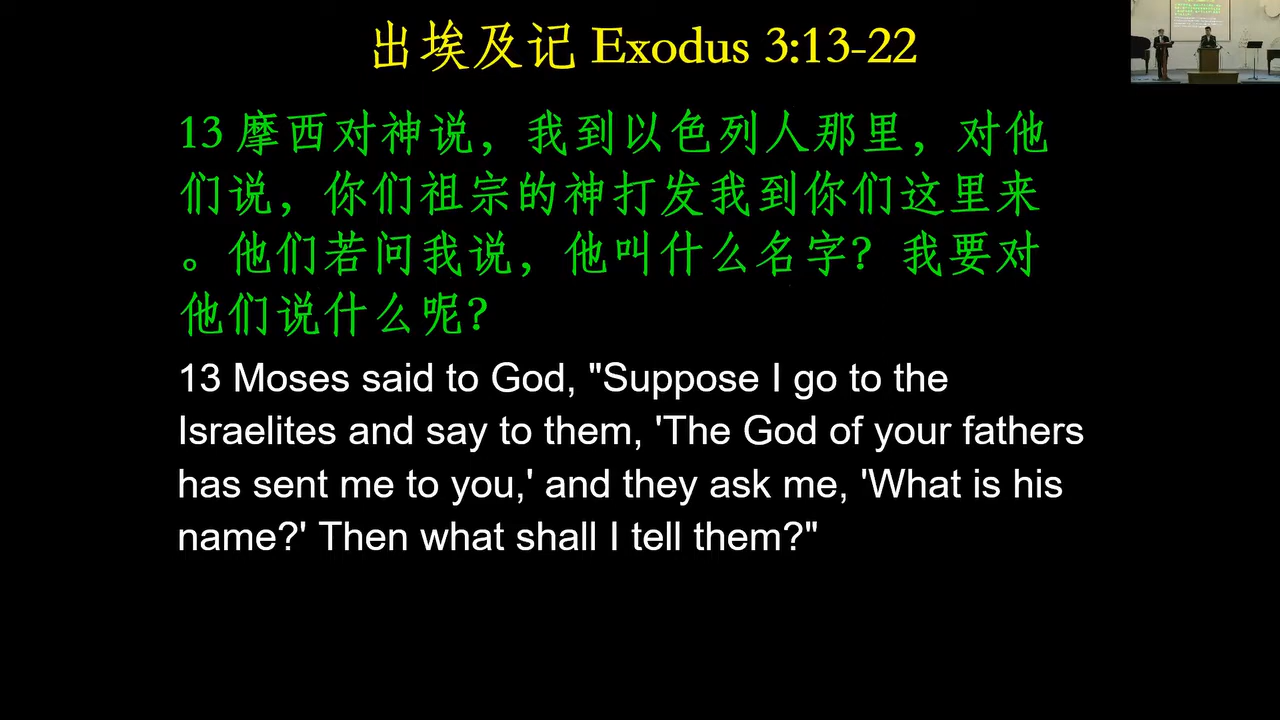 出埃及记 Exodus 3:13-22
13 摩西对神说，我到以色列人那里，对他
们说，你们祖宗的神打发我到你们这里来
。他们若问我说，他叫什么名字？我要对
他们说什么呢？
13 Moses said to God, "Suppose I go to the
Israelites and say to them, 'The God of your fathers
has sent me to you,' and they ask me, 'What is his
name?' Then what shall I tell them?"